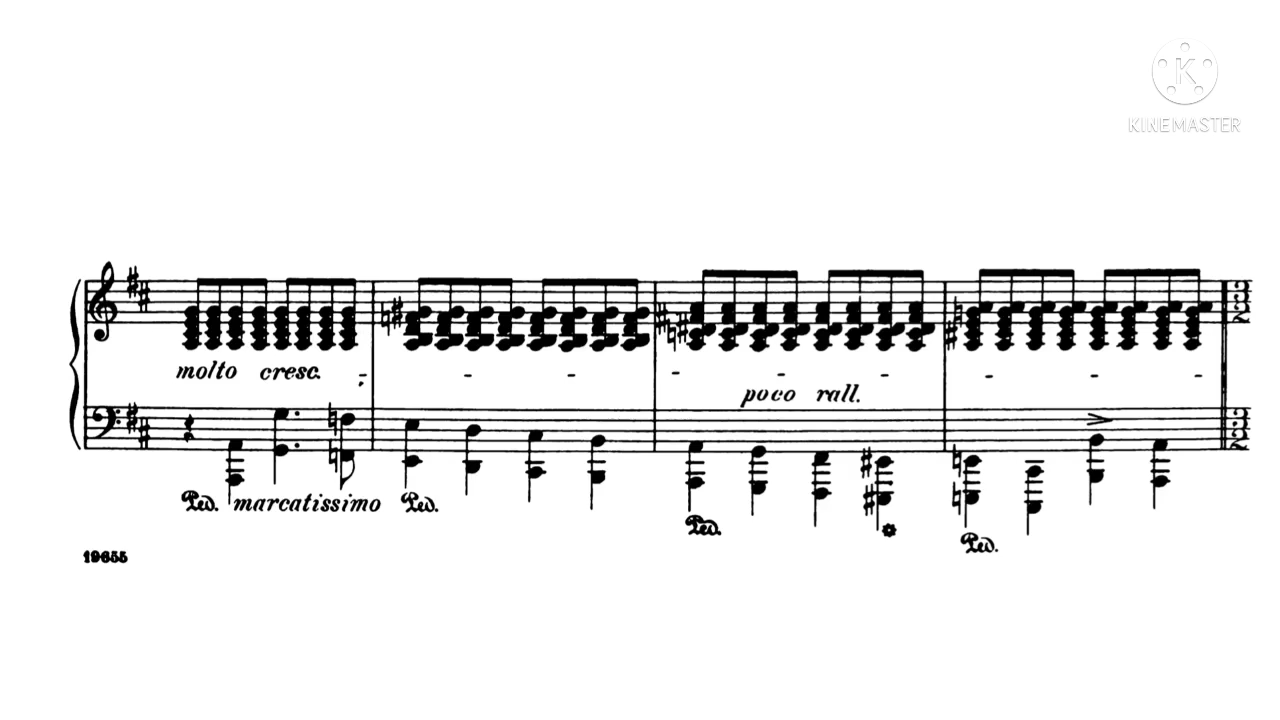 K
KINEMASTER
molto cresc.
poco rall.
Ped. marcatissimo Ped.
Ped.
Ped.
19655